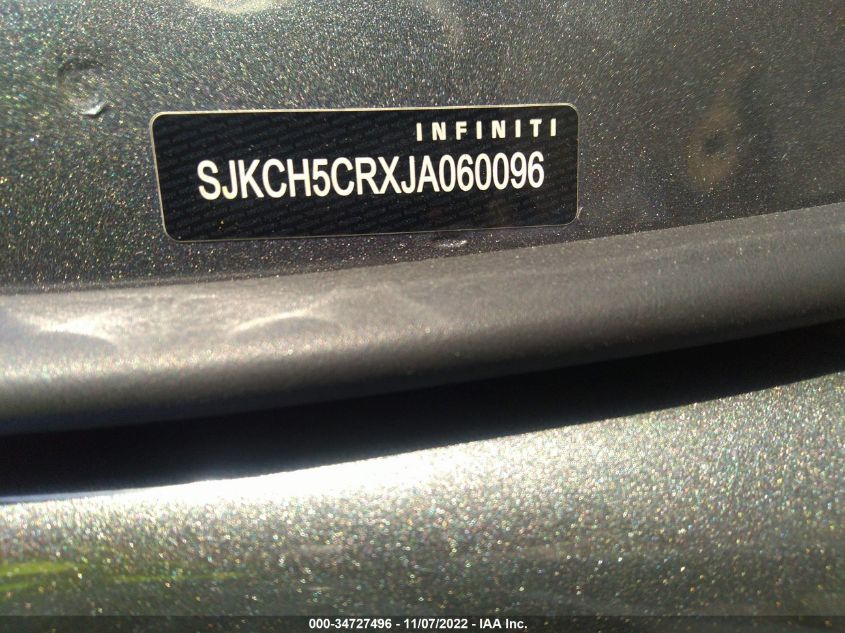 INFINITI
SJKCH5CRXJA060096
000-34727496 - 11/07/2022 - IAA Inc.